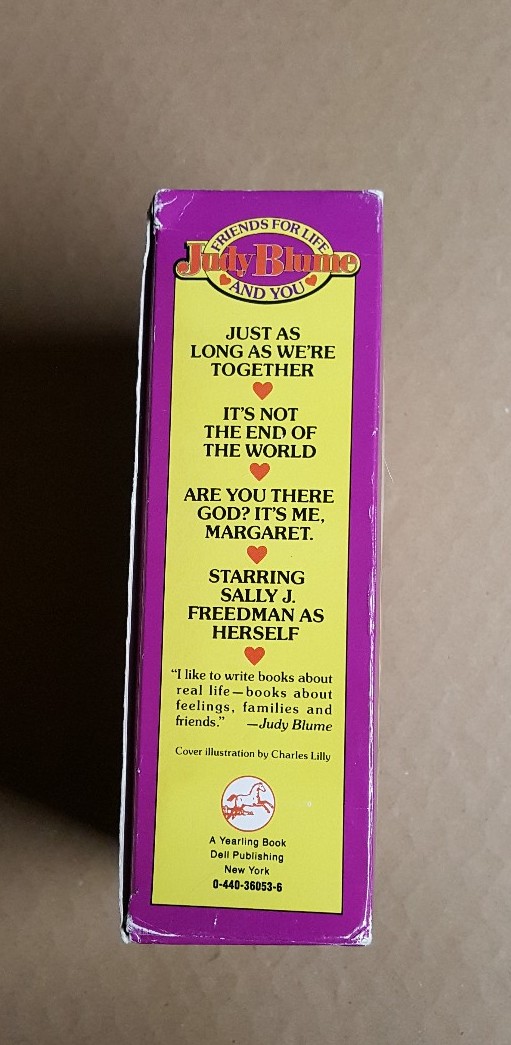 FRIENDS FOR LIFE
Judy Blume
AND YOU
JUST AS
LONG AS WE'RE
TOGETHER
IT'S NOT
THE END OF
THE WORLD
ARE YOU THERE
GOD? IT'S ME,
MARGARET.
STARRING
SALLY J.
FREEDMAN AS
HERSELF
"I like to write books about
real life—books about
feelings, families and
friends." —Judy Blume
Cover illustration by Charles Lilly
A Yearling Book
Dell Publishing
New York
0-440-36053-6